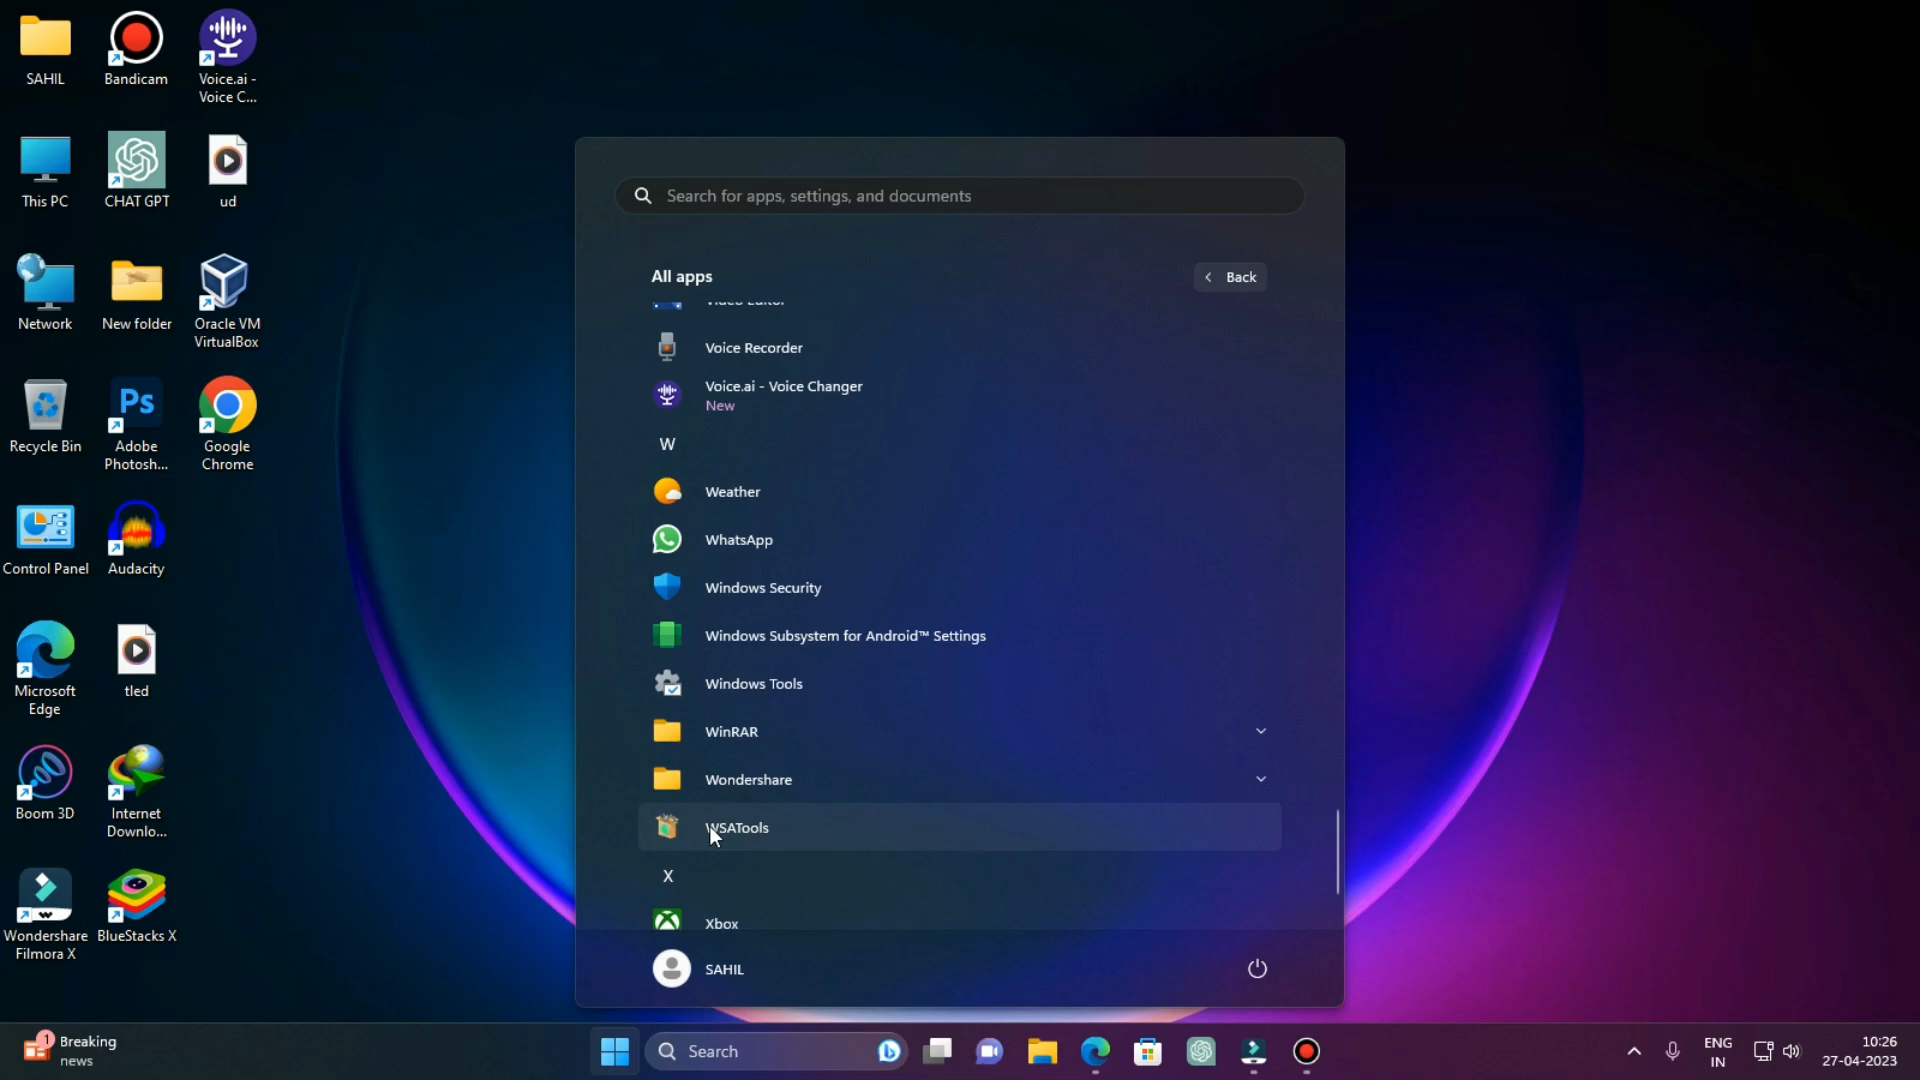 SAHIL
Bandicam
Voice.ai -
Voice C...
This PC
CHAT GPT
ud
Network
New folder
Oracle VM
VirtualBox
Recycle Bin
Ps
Adobe
Photosh...
Google
Chrome
Control Panel
Audacity
Microsoft
Edge
tled
Boom 3D
Internet
Downlo...
Wondershare
Filmora X
BlueStacks X
Search for apps, settings, and documents
All apps
Back
Video Editor
Voice Recorder
Voice.ai - Voice Changer
New
W
Weather
WhatsApp
Windows Security
Windows Subsystem for Android™ Settings
Windows Tools
WinRAR
Wondershare
WSATools
X
Xbox
SAHIL
1
Breaking
news
Search
ENG
IN
10:26
27-04-2023